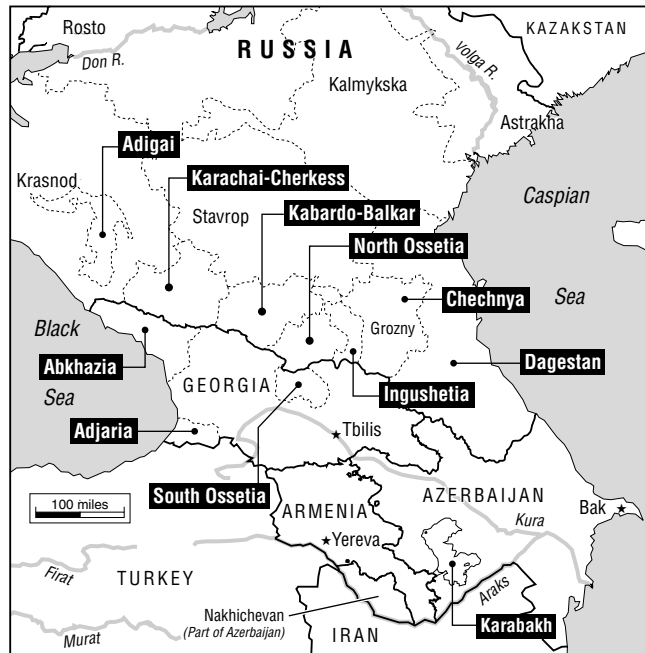 Rosto
RUSSIA
KAZAKSTAN
Don R.
Volga R.
Kalmykska
Astrakha
Adigai
Krasnod
Karachai-Cherkess
Caspian
Stavrop
Kabardo-Balkar
North Ossetia
Chechnya
Sea
Black
Grozny
Abkhazia
Dagestan
GEORGIA
Ingushetia
Sea
Adjaria
Tbilis
South Ossetia
100 miles
AZERBAIJAN
ARMENIA
Bak
Kura
Yereva
Firat
TURKEY
Araks
Nakhichevan
(Part of Azerbaijan)
Karabakh
Murat
IRAN